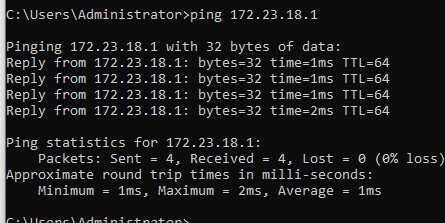 C:\Users\Administrator>ping 172.23.18.1
Pinging 172.23.18.1 with 32 bytes of data:
Reply from 172.23.18.1: bytes=32 time=1ms TTL=64
Reply from 172.23.18.1: bytes=32 time=1ms TTL=64
Reply from 172.23.18.1: bytes=32 time=1ms TTL=64
Reply from 172.23.18.1: bytes=32 time=2ms TTL=64
Ping statistics for 172.23.18.1:
Packets: Sent = 4, Received = 4, Lost = 0 (0% loss)
Approximate round trip times in milli-seconds:
Minimum = 1ms, Maximum = 2ms, Average = 1ms
C:\Users\Administrator>